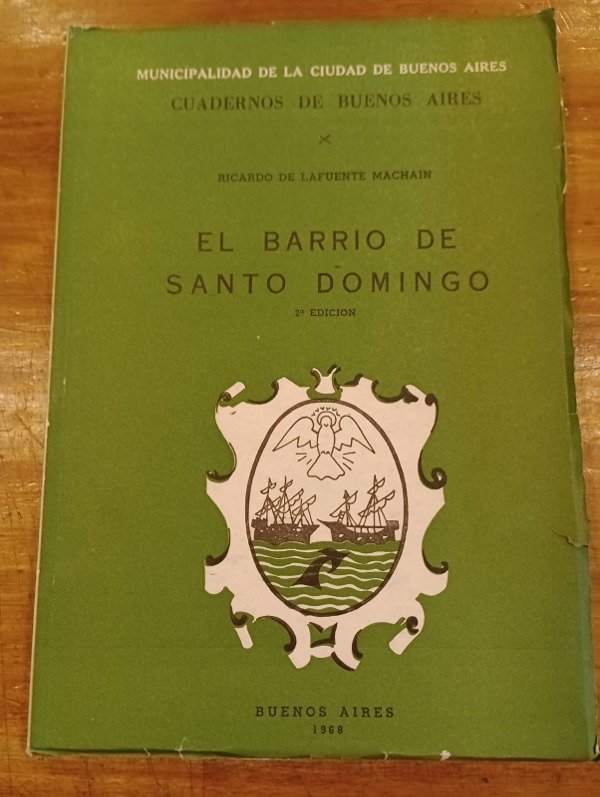 MUNICIPALIDAD DE LA CIUDAD DE BUENOS AIRES
CUADERNOS DE BUENOS AIRES
X
RICARDO DE LAFUENTE MACHAIN
EL BARRIO DE
SANTO DOMINGO
2ª EDICION
BUENOS AIRES
1968